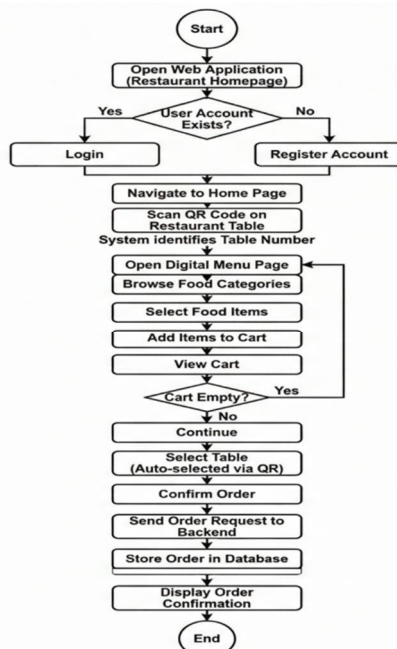 Start
Open Web Application
(Restaurant Homepage)
Yes
User Account
Exists?
No
Login
Register Account
Navigate to Home Page
Scan QR Code on
Restaurant Table
System identifies Table Number
Open Digital Menu Page
Browse Food Categories
Select Food Items
Add Items to Cart
View Cart
Cart Empty?
Yes
No
Continue
Select Table
(Auto-selected via QR)
Confirm Order
Send Order Request to
Backend
Store Order in Database
Display Order
Confirmation
End